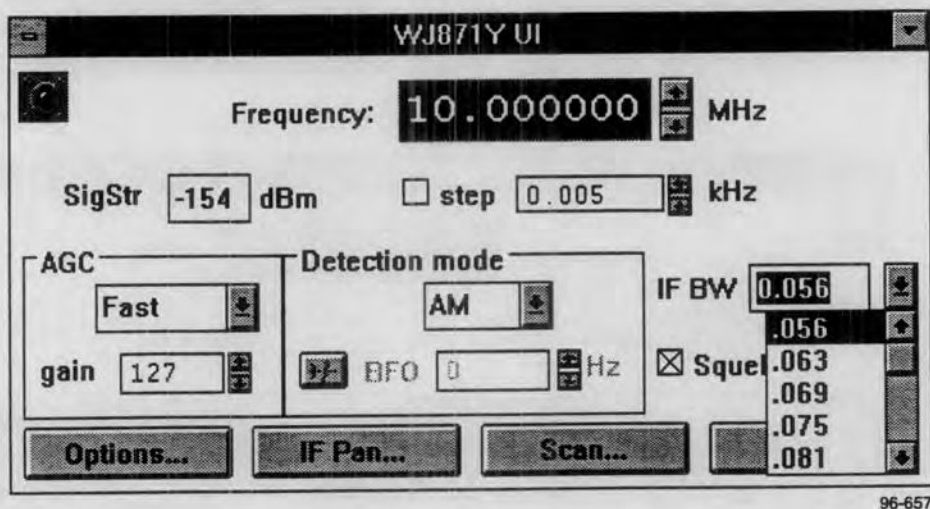 WJ871Y UI
Frequency: 10.000000 MHz
SigStr -154 dBm step 0.005 kHz
AGC
Fast
gain 127
Detection mode
AM
+/- BFO 0 Hz
IF BW 0.056
.056
.063
.069
.075
.081
Squel
Options... IF Pan... Scan...
96-657